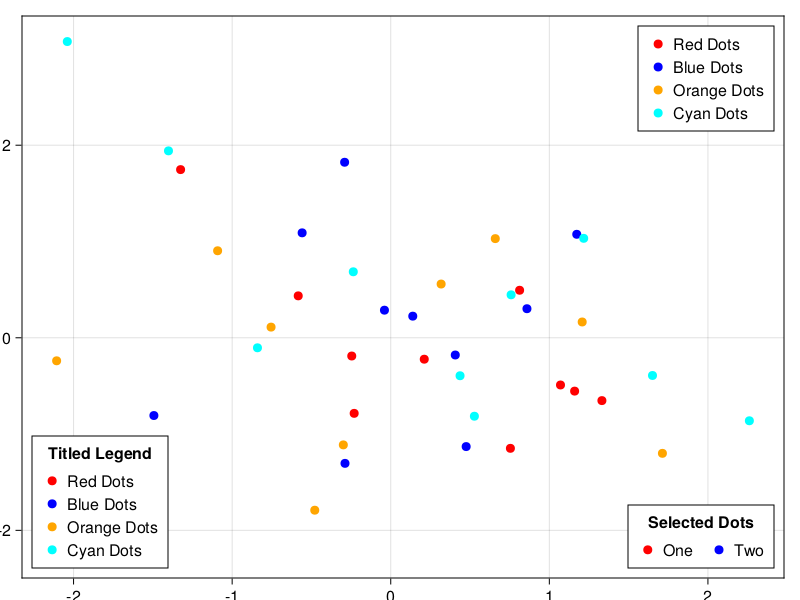 Red Dots
Blue Dots
Orange Dots
Cyan Dots
2
0
Titled Legend
Red Dots
Blue Dots
Orange Dots
Cyan Dots
Selected Dots
One Two
-2
-2 -1 0 1 2